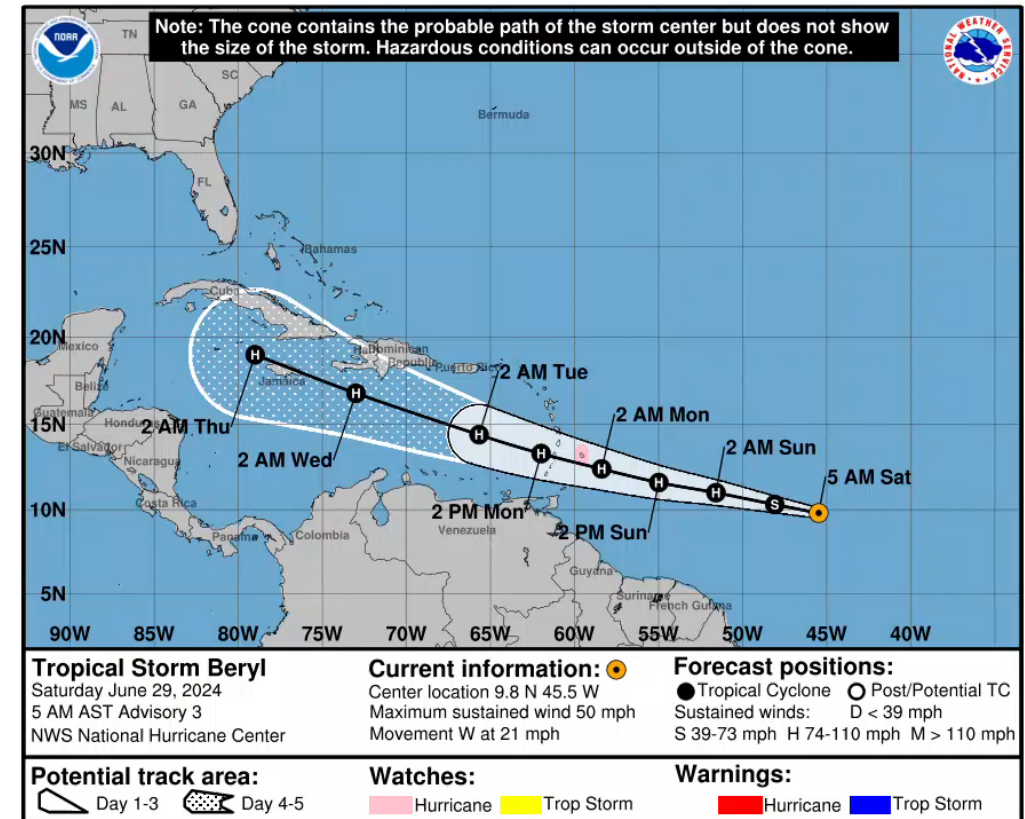 Note: The cone contains the probable path of the storm center but does not show
the size of the storm. Hazardous conditions can occur outside of the cone.
NOAA
NATIONAL WEATHER SERVICE
TN
SC
MS
AL
GA
Bermuda
30N
FL
25N
Bahamas
Cuba
20N
Mexico
Dominican
Republic
Puerto Rico
2 AM Tue
H
Jamaica
Belize
H
Guatemala
15N
Honduras
2 AM Thu
2 AM Mon
H
H
H
El Salvador
Nicaragua
2 AM Wed
2 AM Sun
5 AM Sat
H
H
S
Costa Rica
10N
2 PM Mon
2 PM Sun
Panama
Colombia
Venezuela
Guyana
5N
Suriname
French Guiana
90W 85W 80W 75W 70W 65W 60W 55W 50W 45W 40W
Tropical Storm Beryl
Saturday June 29, 2024
5 AM AST Advisory 3
NWS National Hurricane Center
Current information:
Center location 9.8 N 45.5 W
Maximum sustained wind 50 mph
Movement W at 21 mph
Forecast positions:
Tropical Cyclone Post/Potential TC
Sustained winds: D < 39 mph
S 39-73 mph H 74-110 mph M > 110 mph
Potential track area:
Day 1-3 Day 4-5
Watches:
Hurricane Trop Storm
Warnings:
Hurricane Trop Storm